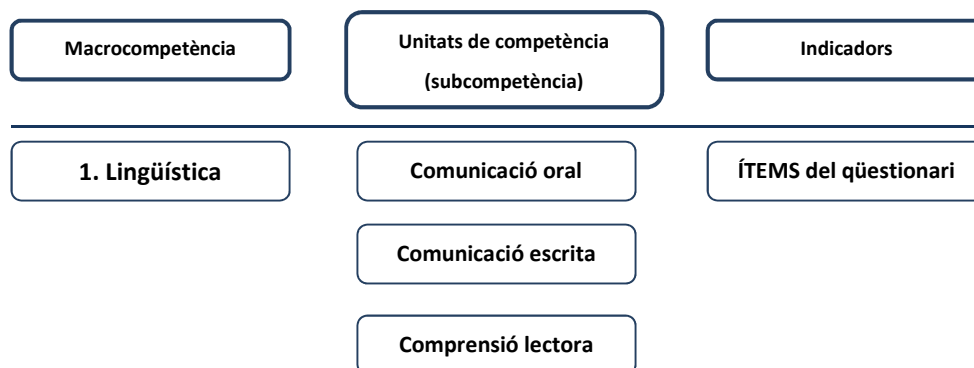 Macrocompetència
Unitats de competència
(subcompetència)
Indicadors
1. Lingüística
Comunicació oral
ÍTEMS del qüestionari
Comunicació escrita
Comprensió lectora